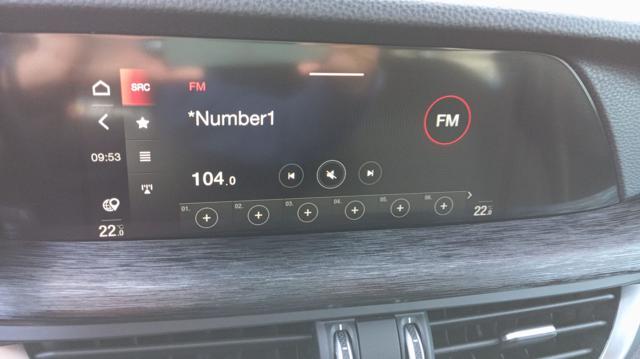 SRC
FM
*Number1
FM
09:53
104.0
01.
02.
03.
04.
05.
06.
22.0°C
22.0